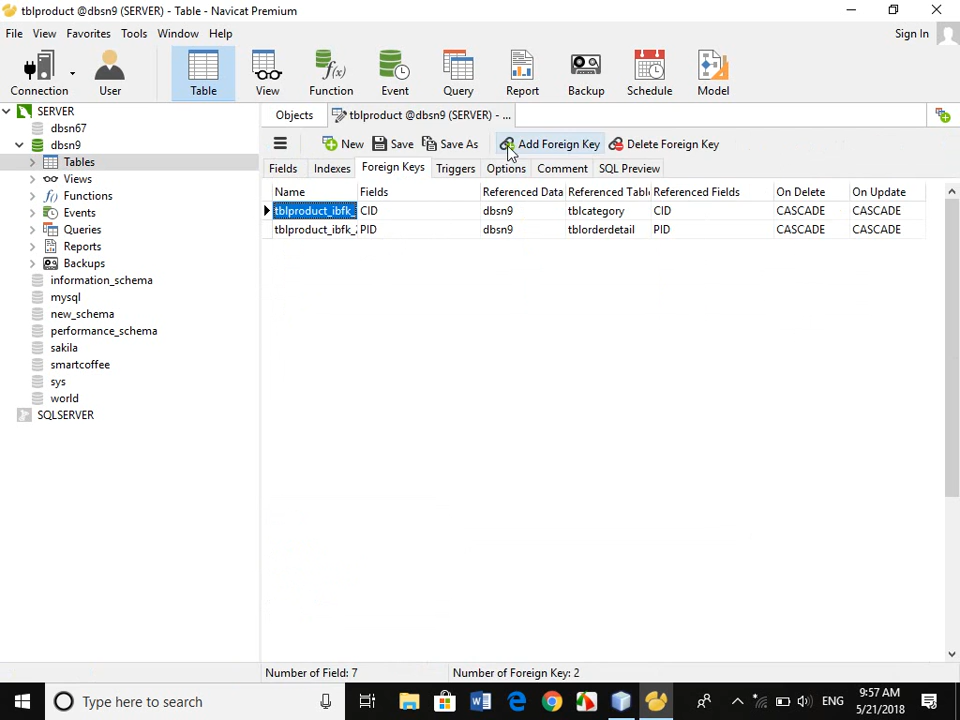 tblproduct @dbsn9 (SERVER) - Table - Navicat Premium
File View Favorites Tools Window Help
Sign In
Connection User Table View Function Event Query Report Backup Schedule Model
SERVER
dbsn67
dbsn9
Tables
Views
Functions
Events
Queries
Reports
Backups
information_schema
mysql
new_schema
performance_schema
sakila
smartcoffee
sys
world
SQLSERVER
Objects tblproduct @dbsn9 (SERVER) - ...
New Save Save As Add Foreign Key Delete Foreign Key
Fields Indexes Foreign Keys Triggers Options Comment SQL Preview
Name Fields Referenced Data Referenced Tabl Referenced Fields On Delete On Update
tblproduct_ibfk_ CID dbsn9 tblcategory CID CASCADE CASCADE
tblproduct_ibfk_ PID dbsn9 tblorderdetail PID CASCADE CASCADE
Number of Field: 7 Number of Foreign Key: 2
Type here to search
ENG
9:57 AM
5/21/2018